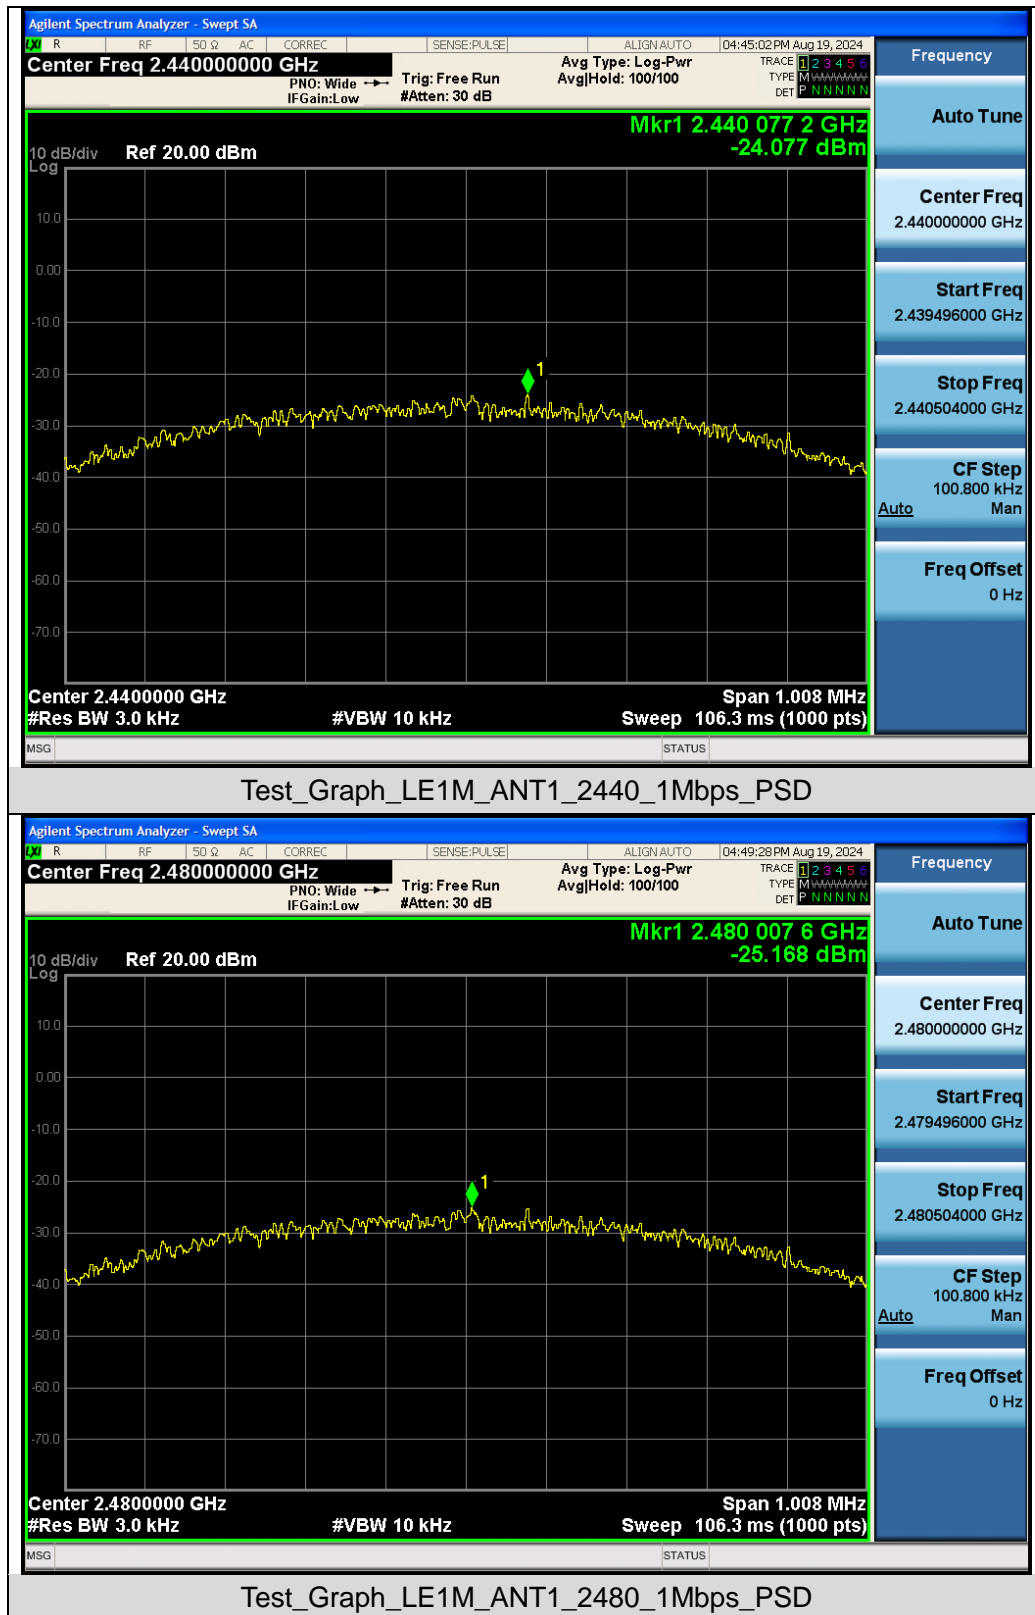 Agilent Spectrum Analyzer - Swept SA
LXI R RF 50 Ω AC CORREC SENSE:PULSE ALIGN AUTO 04:45:02 PM Aug 19, 2024
Center Freq 2.440000000 GHz
PNO: Wide
IFGain:Low
Trig: Free Run
#Atten: 30 dB
Avg Type: Log-Pwr
Avg|Hold: 100/100
TRACE 1 2 3 4 5 6
TYPE M WWWWW
DET P N N N N N
Mkr1 2.440 077 2 GHz
-24.077 dBm
10 dB/div Ref 20.00 dBm
Log
10.0
0.00
-10.0
-20.0
-30.0
-40.0
-50.0
-60.0
-70.0
1
Center 2.4400000 GHz Span 1.008 MHz
#Res BW 3.0 kHz #VBW 10 kHz Sweep 106.3 ms (1000 pts)
MSG STATUS
Frequency
Auto Tune
Center Freq
2.440000000 GHz
Start Freq
2.439496000 GHz
Stop Freq
2.440504000 GHz
CF Step
100.800 kHz
Auto Man
Freq Offset
0 Hz
Test_Graph_LE1M_ANT1_2440_1Mbps_PSD
Agilent Spectrum Analyzer - Swept SA
LXI R RF 50 Ω AC CORREC SENSE:PULSE ALIGN AUTO 04:49:28 PM Aug 19, 2024
Center Freq 2.480000000 GHz
PNO: Wide
IFGain:Low
Trig: Free Run
#Atten: 30 dB
Avg Type: Log-Pwr
Avg|Hold: 100/100
TRACE 1 2 3 4 5 6
TYPE M WWWWW
DET P N N N N N
Mkr1 2.480 007 6 GHz
-25.168 dBm
10 dB/div Ref 20.00 dBm
Log
10.0
0.00
-10.0
-20.0
-30.0
-40.0
-50.0
-60.0
-70.0
1
Center 2.4800000 GHz Span 1.008 MHz
#Res BW 3.0 kHz #VBW 10 kHz Sweep 106.3 ms (1000 pts)
MSG STATUS
Frequency
Auto Tune
Center Freq
2.480000000 GHz
Start Freq
2.479496000 GHz
Stop Freq
2.480504000 GHz
CF Step
100.800 kHz
Auto Man
Freq Offset
0 Hz
Test_Graph_LE1M_ANT1_2480_1Mbps_PSD